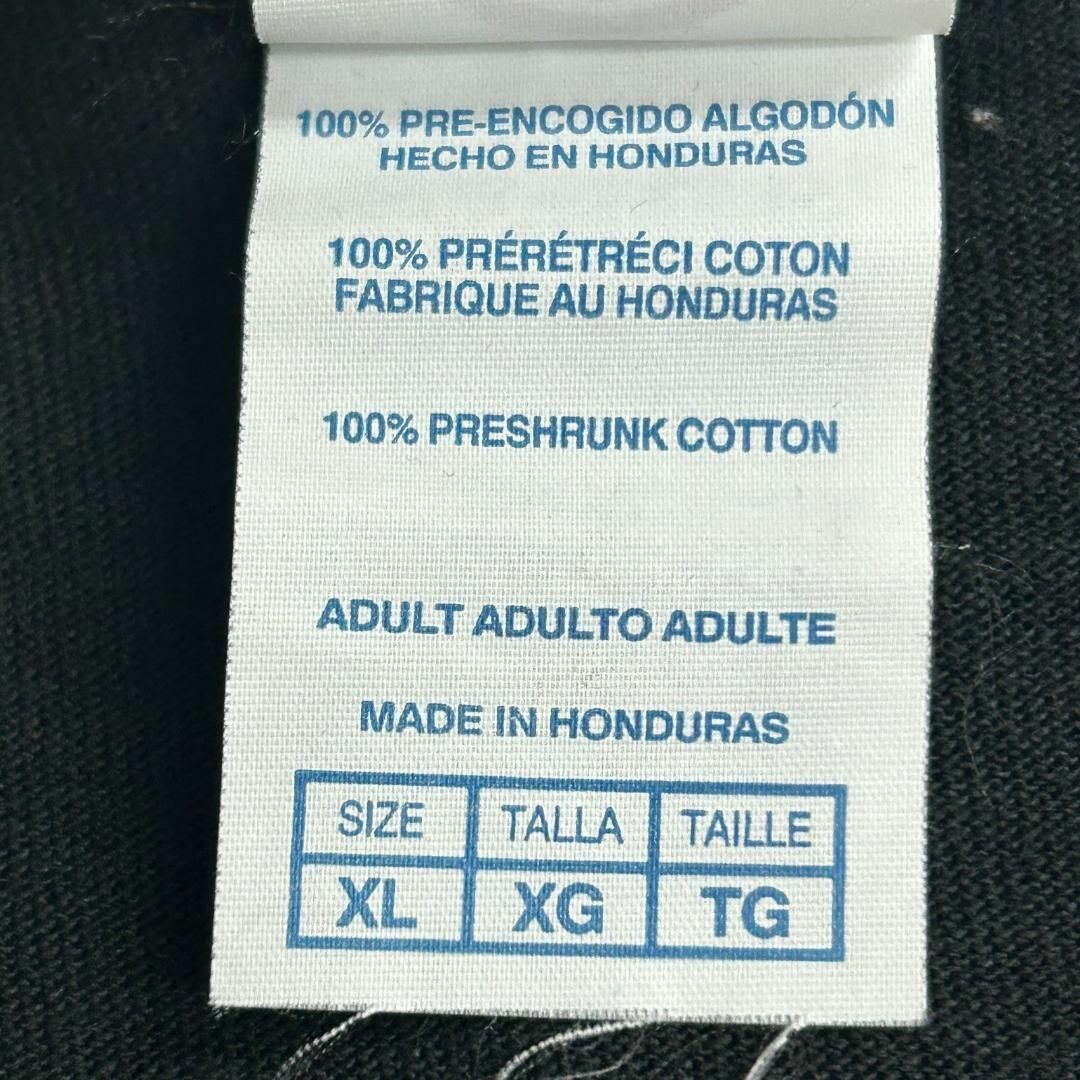 100% PRE-ENCOGIDO ALGODÓN
HECHO EN HONDURAS
100% PRÉRÉTRÉCI COTON
FABRIQUE AU HONDURAS
100% PRESHRUNK COTTON
ADULT ADULTO ADULTE
MADE IN HONDURAS
SIZE TALLA TAILLE
XL XG TG